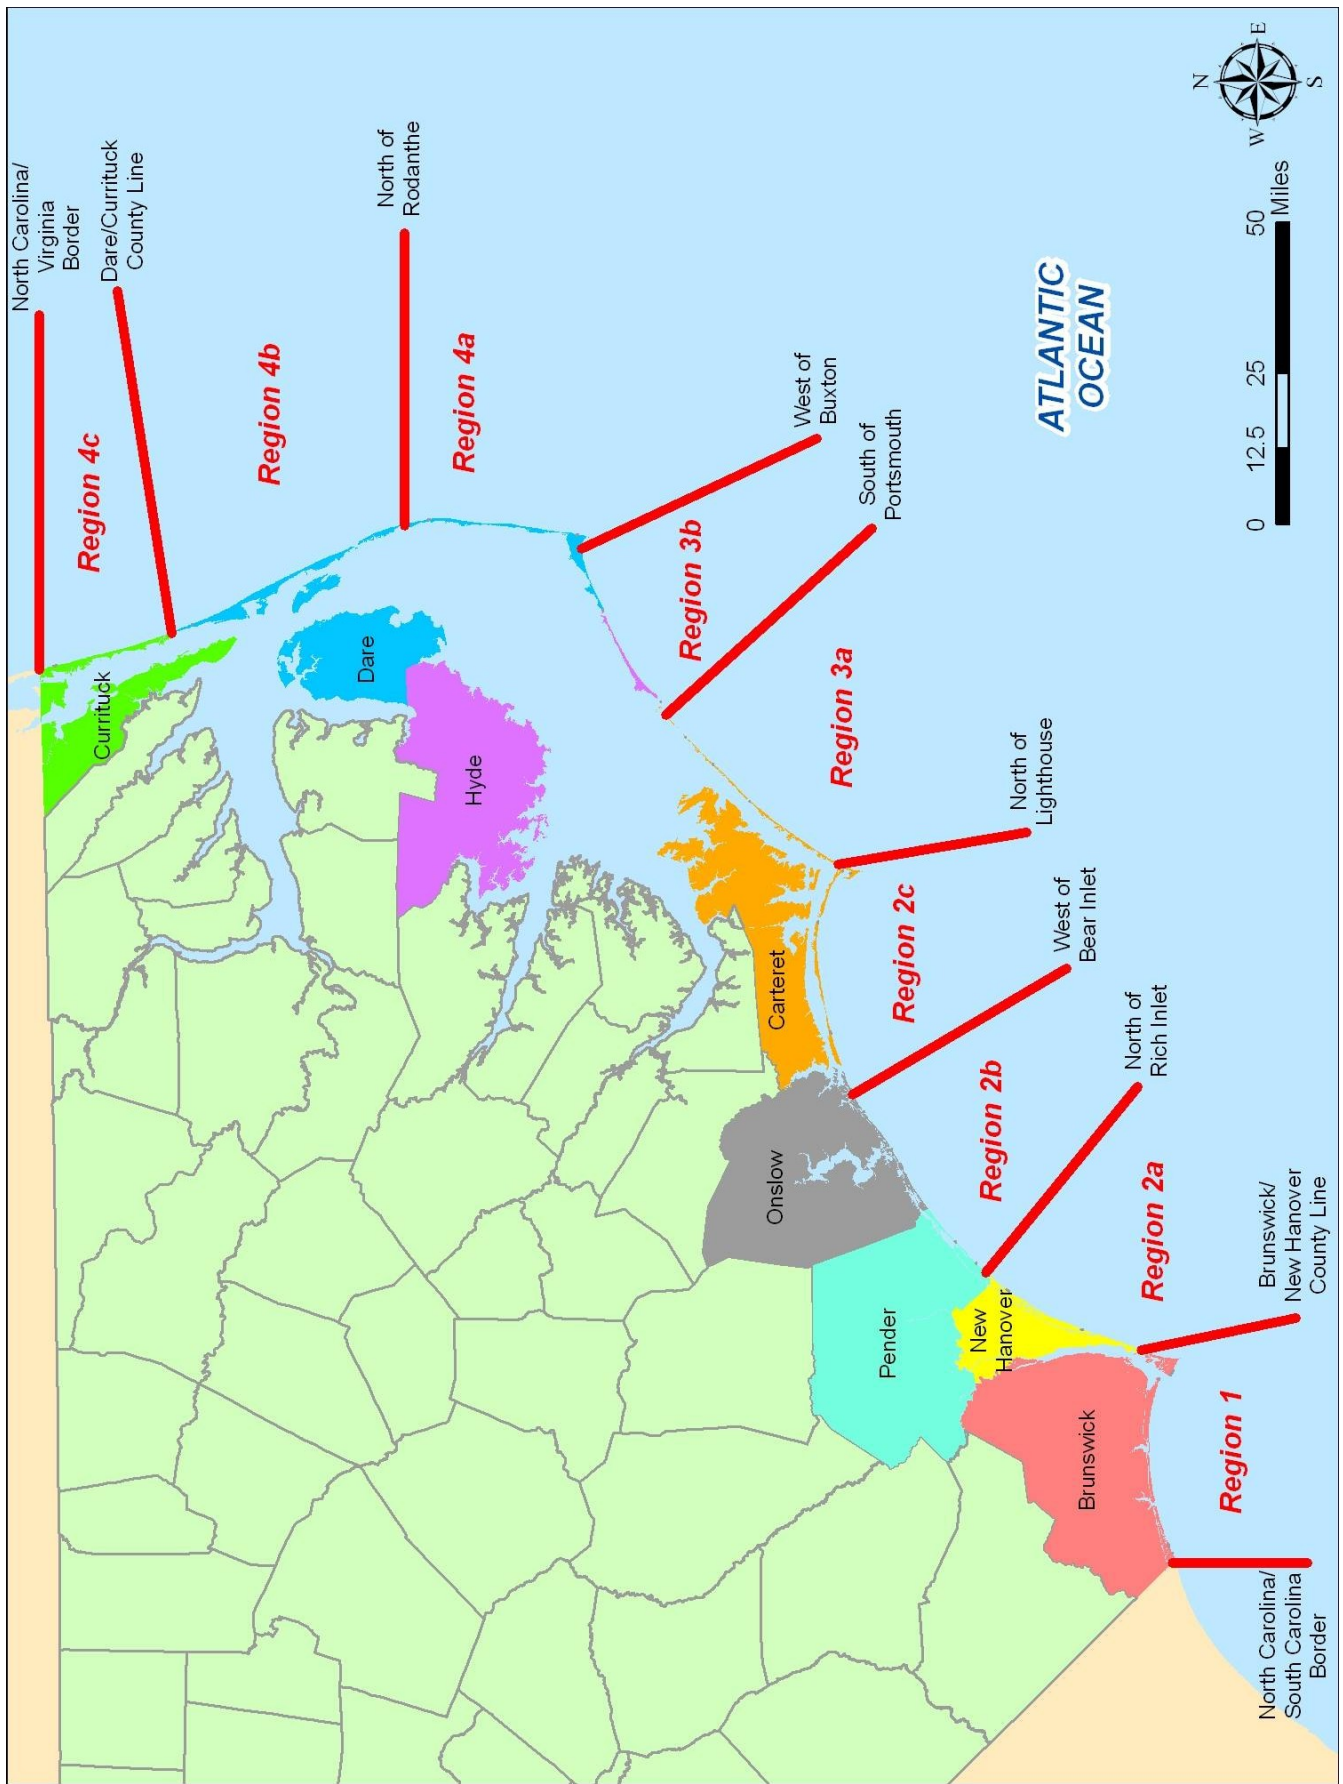 North Carolina/
Virginia
Border
Dare/Currituck
County Line
North of
Rodanthe
West of
Buxton
South of
Portsmouth
North of
Lighthouse
West of
Bear Inlet
North of
Rich Inlet
Brunswick/
New Hanover
County Line
North Carolina/
South Carolina
Border
Region 4c
Region 4b
Region 4a
Region 3b
Region 3a
Region 2c
Region 2b
Region 2a
Region 1
Currituck
Dare
Hyde
Carteret
Onslow
Pender
New
Hanover
Brunswick
ATLANTIC
OCEAN
N
W E
S
0 12.5 25 50
Miles